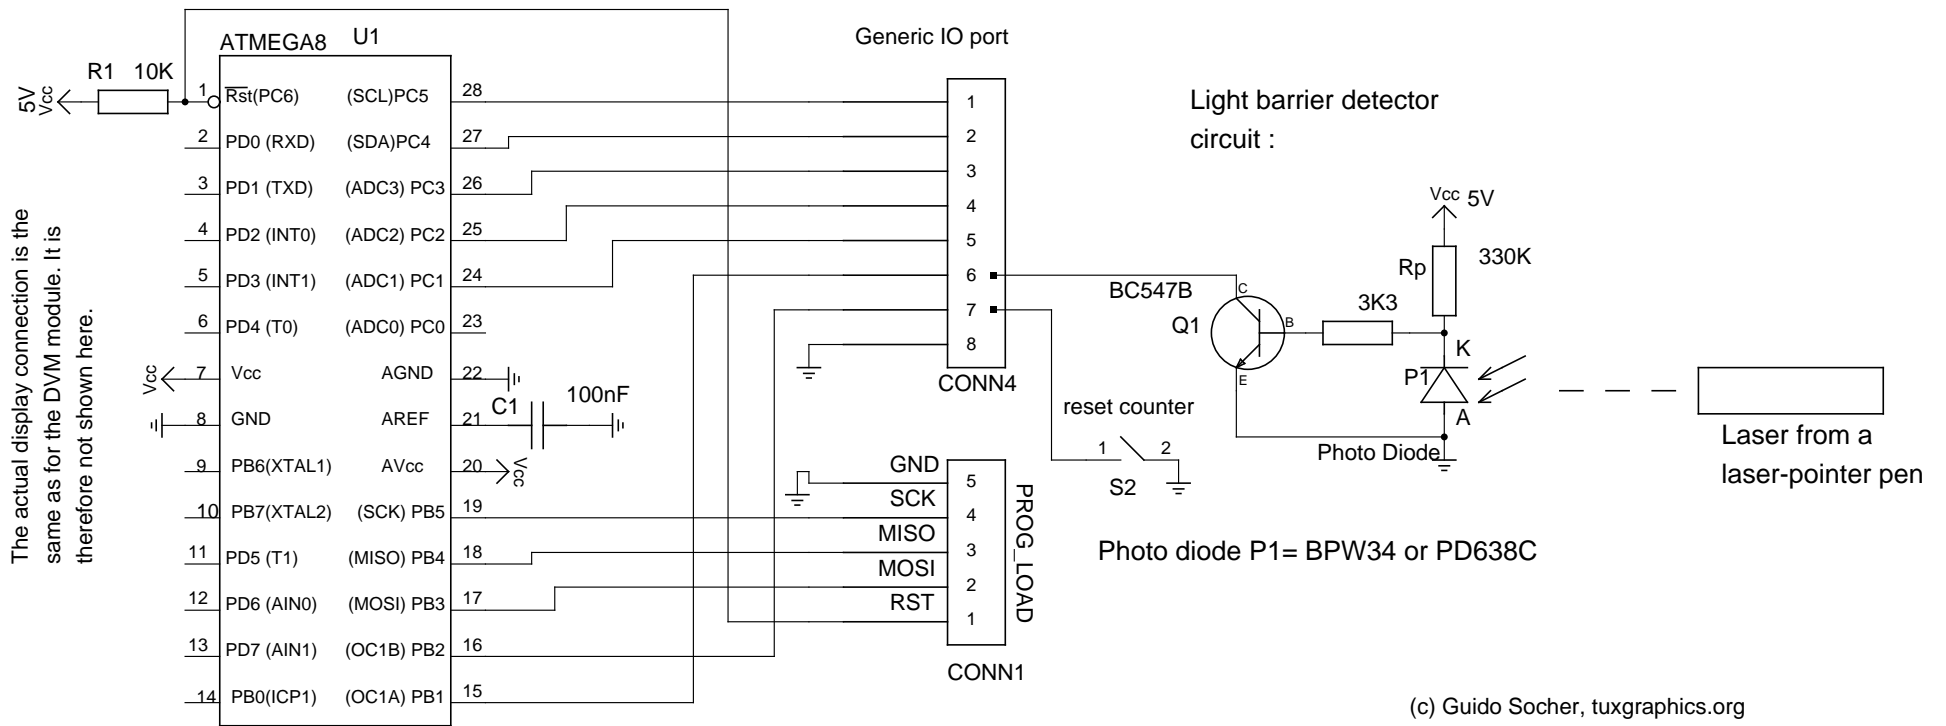 ATMEGA8 U1
R1 10K
5V
Vcc
1 Rst(PC6) (SCL)PC5 28
2 PD0 (RXD) (SDA)PC4 27
3 PD1 (TXD) (ADC3) PC3 26
4 PD2 (INT0) (ADC2) PC2 25
5 PD3 (INT1) (ADC1) PC1 24
6 PD4 (T0) (ADC0) PC0 23
Vcc 7 Vcc AGND 22
8 GND AREF 21
9 PB6(XTAL1) AVcc 20 Vcc
10 PB7(XTAL2) (SCK) PB5 19
11 PD5 (T1) (MISO) PB4 18
12 PD6 (AIN0) (MOSI) PB3 17
13 PD7 (AIN1) (OC1B) PB2 16
14 PB0(ICP1) (OC1A) PB1 15
The actual display connection is the
same as for the DVM module. It is
therefore not shown here.
C1 100nF
Generic IO port
1
2
3
4
5
6
7
8
CONN4
GND 5
SCK 4
MISO 3
MOSI 2
RST 1
PROG_LOAD
CONN1
Light barrier detector
circuit :
Vcc 5V
Rp 330K
3K3
BC547B
Q1
C
B
E
K
P1
A
Photo Diode
reset counter
1 2
S2
Laser from a
laser-pointer pen
Photo diode P1= BPW34 or PD638C
(c) Guido Socher, tuxgraphics.org